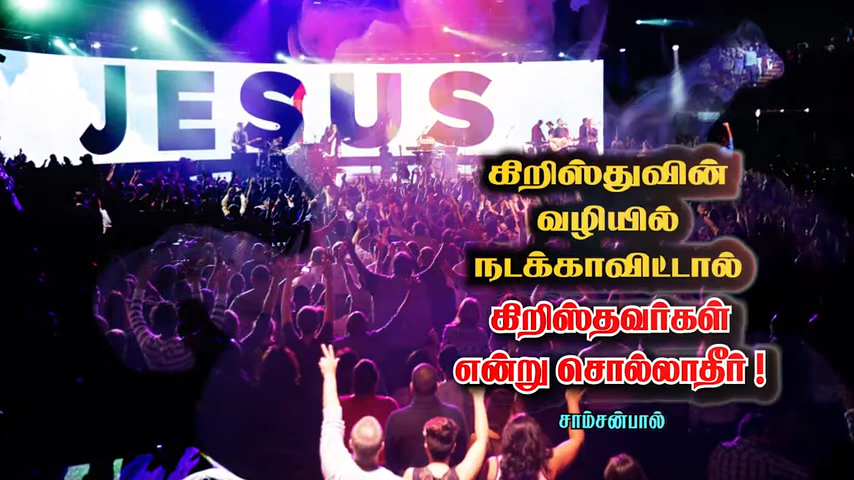 JESUS
கிறிஸ்துவின்
வழியில்
நடக்காவிட்டால்
கிறிஸ்தவர்கள்
என்று சொல்லாதீர் !
சாம்சன்பால்